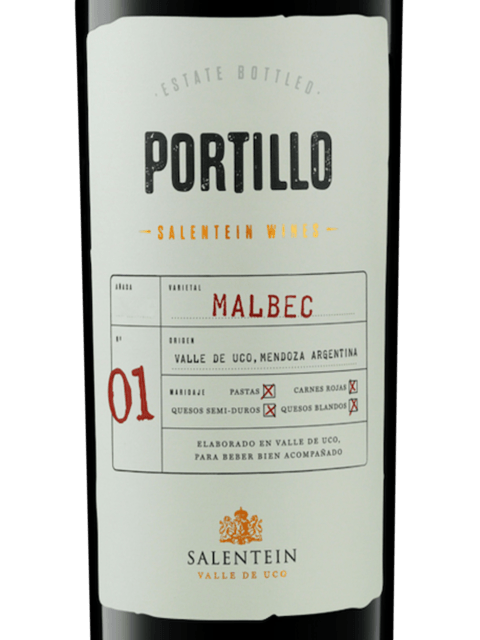 ·ESTATE BOTTLED·
PORTILLO
SALENTEIN WINES
AÑADA
VARIETAL
MALBEC
Nº
01
ORIGEN
VALLE DE UCO, MENDOZA ARGENTINA
MARIDAJE PASTAS CARNES ROJAS
QUESOS SEMI-DUROS QUESOS BLANDOS
ELABORADO EN VALLE DE UCO,
PARA BEBER BIEN ACOMPAÑADO
SALENTEIN
VALLE DE UCO